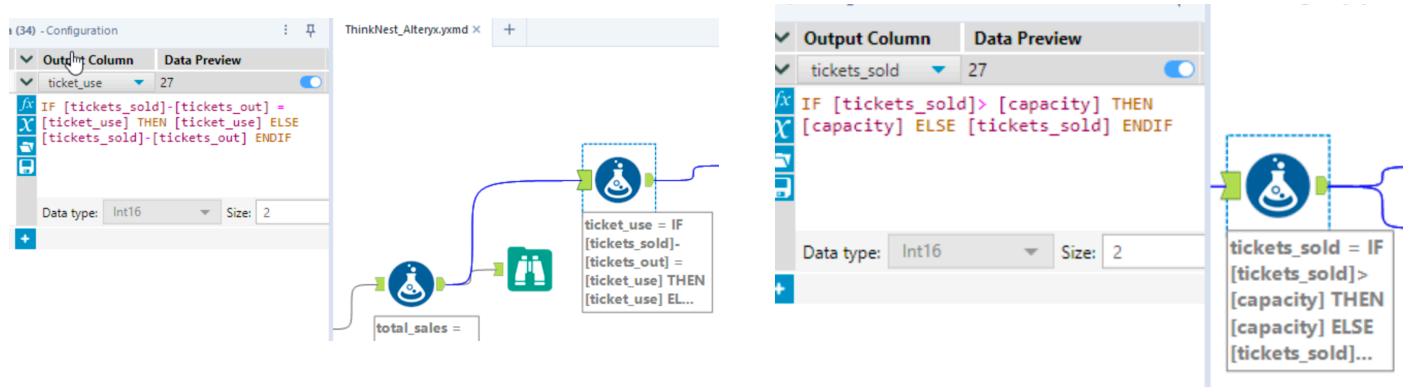 (34) - Configuration
ThinkNest_Alteryx.yxmd × +
Output Column Data Preview
ticket_use 27
IF [tickets_sold]-[tickets_out] =
[ticket_use] THEN [ticket_use] ELSE
[tickets_sold]-[tickets_out] ENDIF
Data type: Int16 Size: 2
total_sales =
ticket_use = IF
[tickets_sold]-
[tickets_out] =
[ticket_use] THEN
[ticket_use] EL...
Output Column Data Preview
tickets_sold 27
IF [tickets_sold]> [capacity] THEN
[capacity] ELSE [tickets_sold] ENDIF
Data type: Int16 Size: 2
tickets_sold = IF
[tickets_sold]>
[capacity] THEN
[capacity] ELSE
[tickets_sold]...